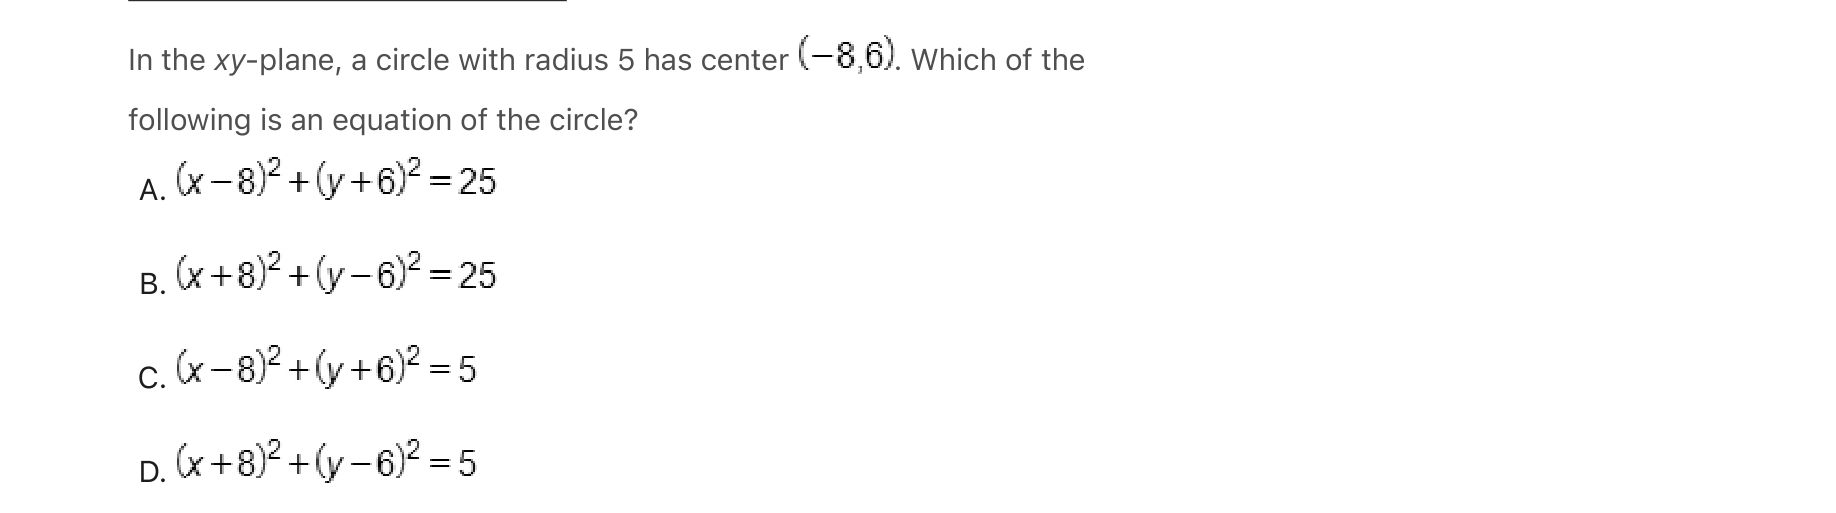 In the xy-plane, a circle with radius 5 has center (−8,6). Which of the
following is an equation of the circle?
A. (x−8)²+(y+6)²=25
B. (x+8)²+(y−6)²=25
C. (x−8)²+(y+6)²=5
D. (x+8)²+(y−6)²=5